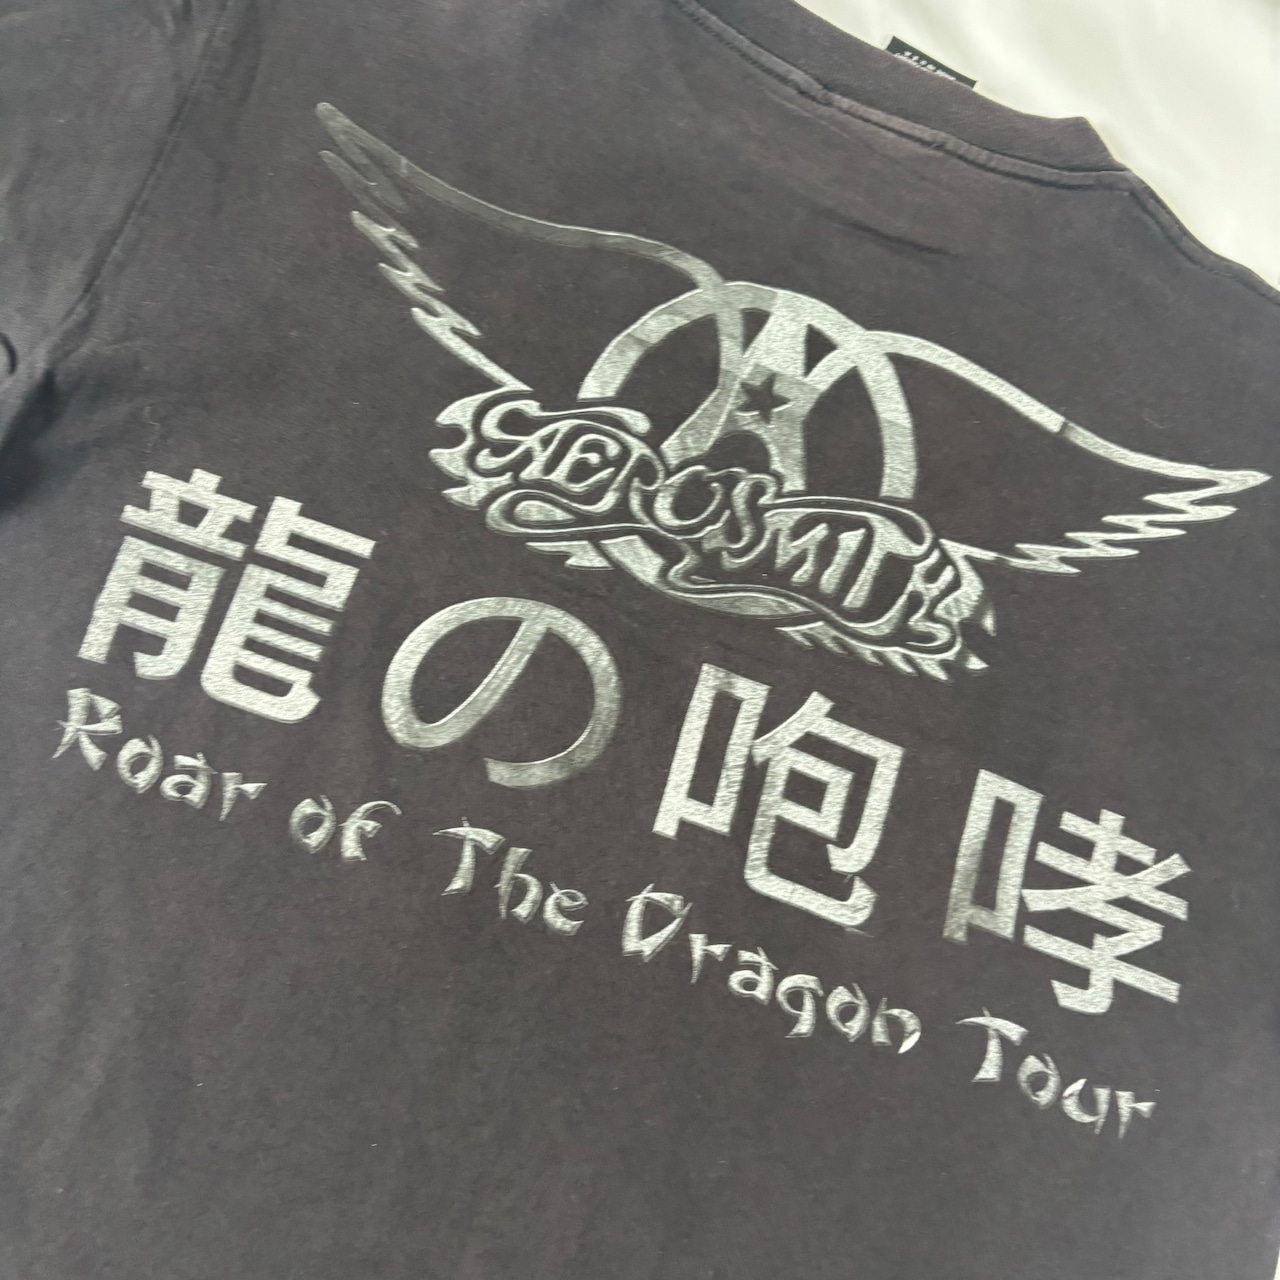 AEROSMITH
龍の咆哮
Roar of The Dragon Tour